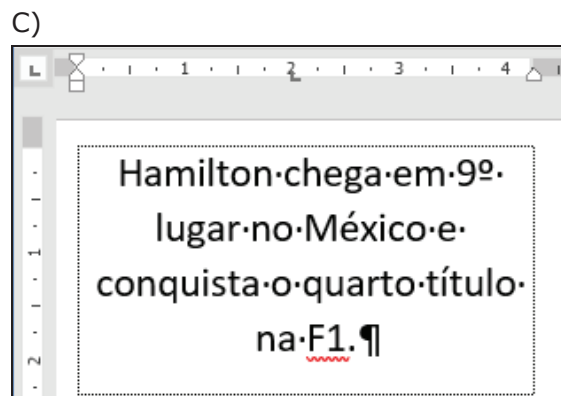 C)
L · ı · 1 · ı · 2 · ı · 3 · ı · 4 ı
Hamilton·chega·em·9º·
lugar·no·México·e·
conquista·o·quarto·título·
na·F1.¶
1
2